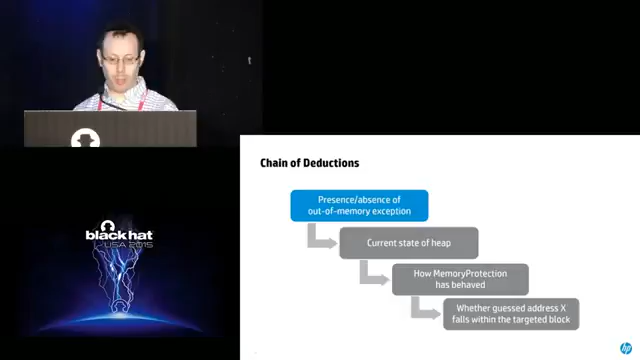 Chain of Deductions
Presence/absence of
out-of-memory exception
Current state of heap
How MemoryProtection
has behaved
Whether guessed address X
falls within the targeted block
black hat
USA 2015
hp